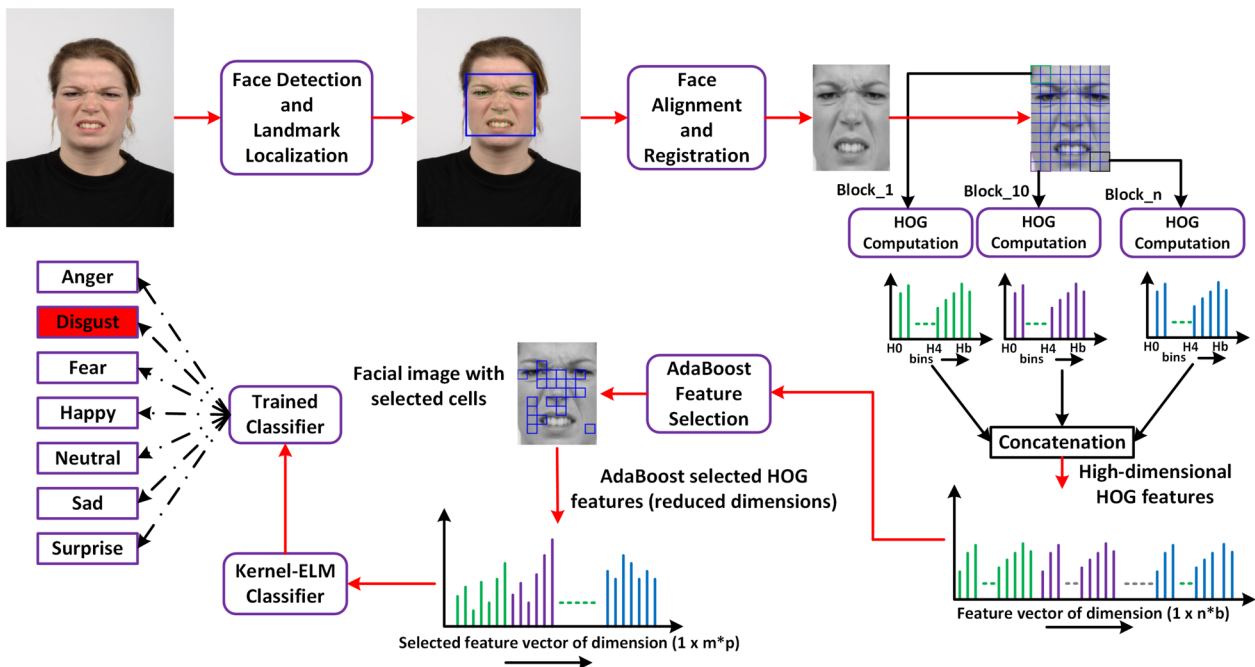 Face Detection
and
Landmark
Localization
Face
Alignment
and
Registration
Block_1
Block_10
Block_n
HOG
Computation
HOG
Computation
HOG
Computation
H0
H4
Hb
bins
H0
H4
Hb
bins
H0
H4
Hb
bins
Concatenation
High-dimensional
HOG features
Feature vector of dimension (1 x n*b)
AdaBoost
Feature
Selection
Facial image with
selected cells
AdaBoost selected HOG
features (reduced dimensions)
Selected feature vector of dimension (1 x m*p)
Kernel-ELM
Classifier
Trained
Classifier
Anger
Disgust
Fear
Happy
Neutral
Sad
Surprise